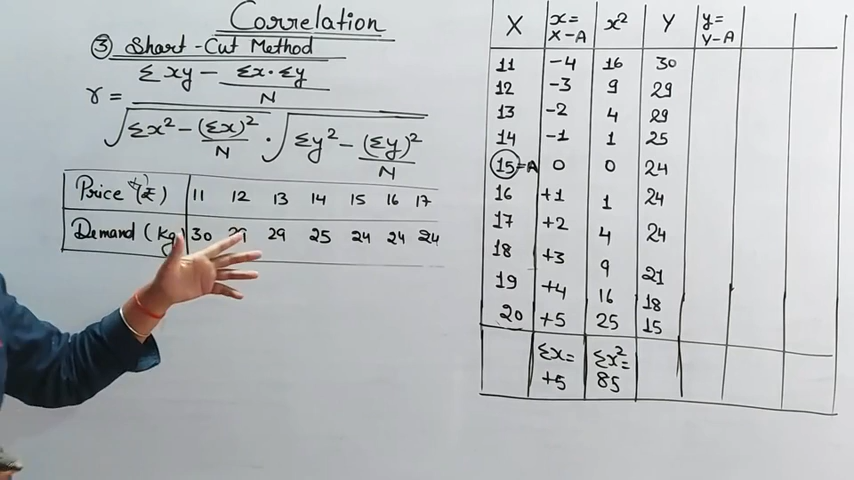 Correlation
③ Shart-Cut Method
r = Σxy − Σx·Σy / N
√Σx² − (Σx)² / N · √Σy² − (Σy)² / N
Price (₹) 11 12 13 14 15 16 17
Demand (Kg) 30 29 29 25 24 24 24
X x=X−A x² Y y=Y−A
11 −4 16 30
12 −3 9 29
13 −2 4 29
14 −1 1 25
15=A 0 0 24
16 +1 1 24
17 +2 4 24
18 +3 9 21
19 +4 16 18
20 +5 25 15
Σx=+5 Σx²=85